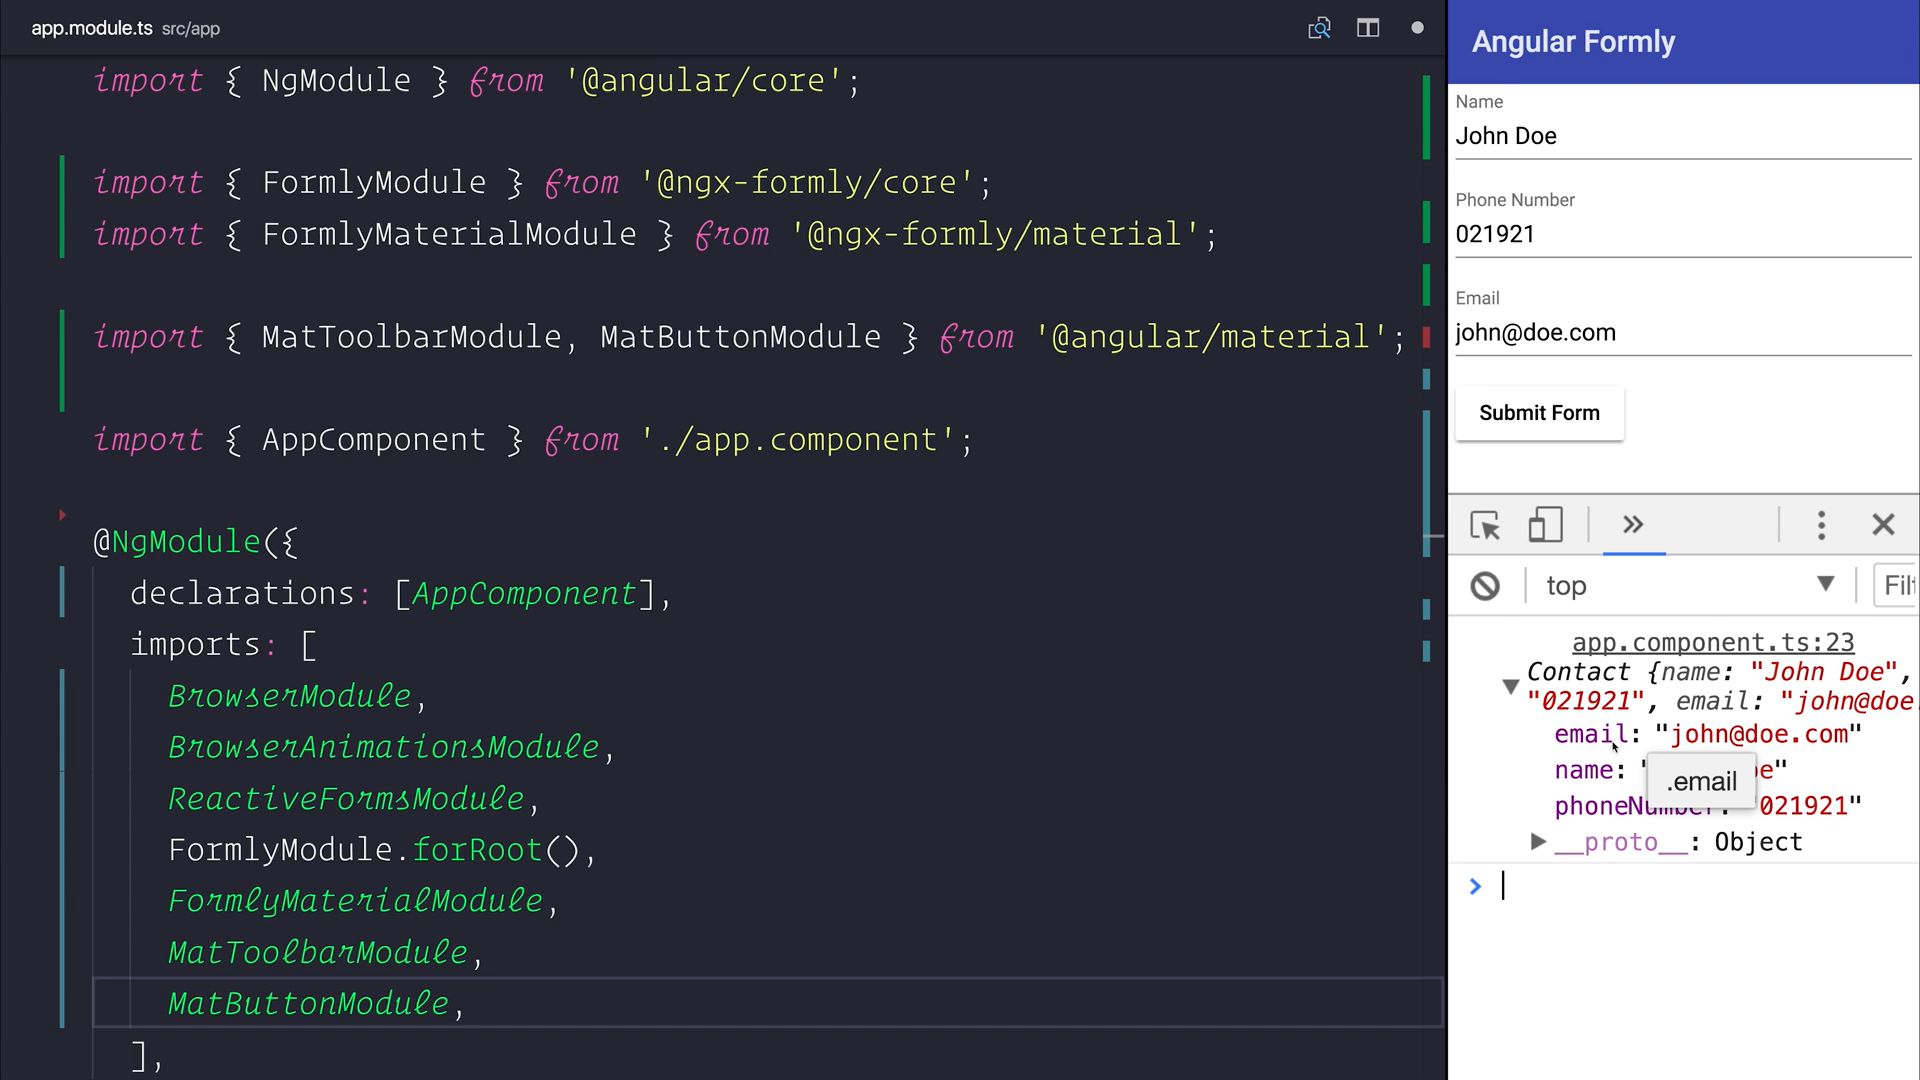 app.module.ts src/app
import { NgModule } from '@angular/core';
import { FormlyModule } from '@ngx-formly/core';
import { FormlyMaterialModule } from '@ngx-formly/material';
import { MatToolbarModule, MatButtonModule } from '@angular/material';
import { AppComponent } from './app.component';
@NgModule({
declarations: [AppComponent],
imports: [
BrowserModule,
BrowserAnimationsModule,
ReactiveFormsModule,
FormlyModule.forRoot(),
FormlyMaterialModule,
MatToolbarModule,
MatButtonModule,
],
Angular Formly
Name
John Doe
Phone Number
021921
Email
john@doe.com
Submit Form
top
app.component.ts:23
Contact {name: "John Doe",
"021921", email: "john@doe
email: "john@doe.com"
name: "
.email
phoneNumber: "021921"
__proto__: Object